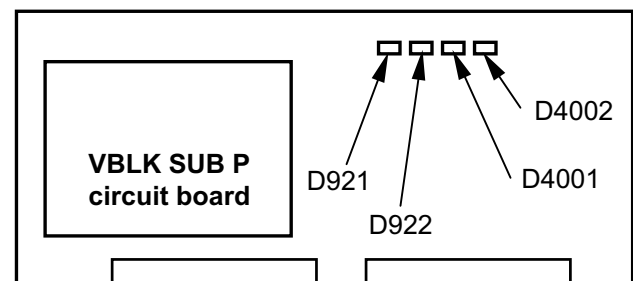 VBLK SUB P
circuit board
D921
D922
D4001
D4002